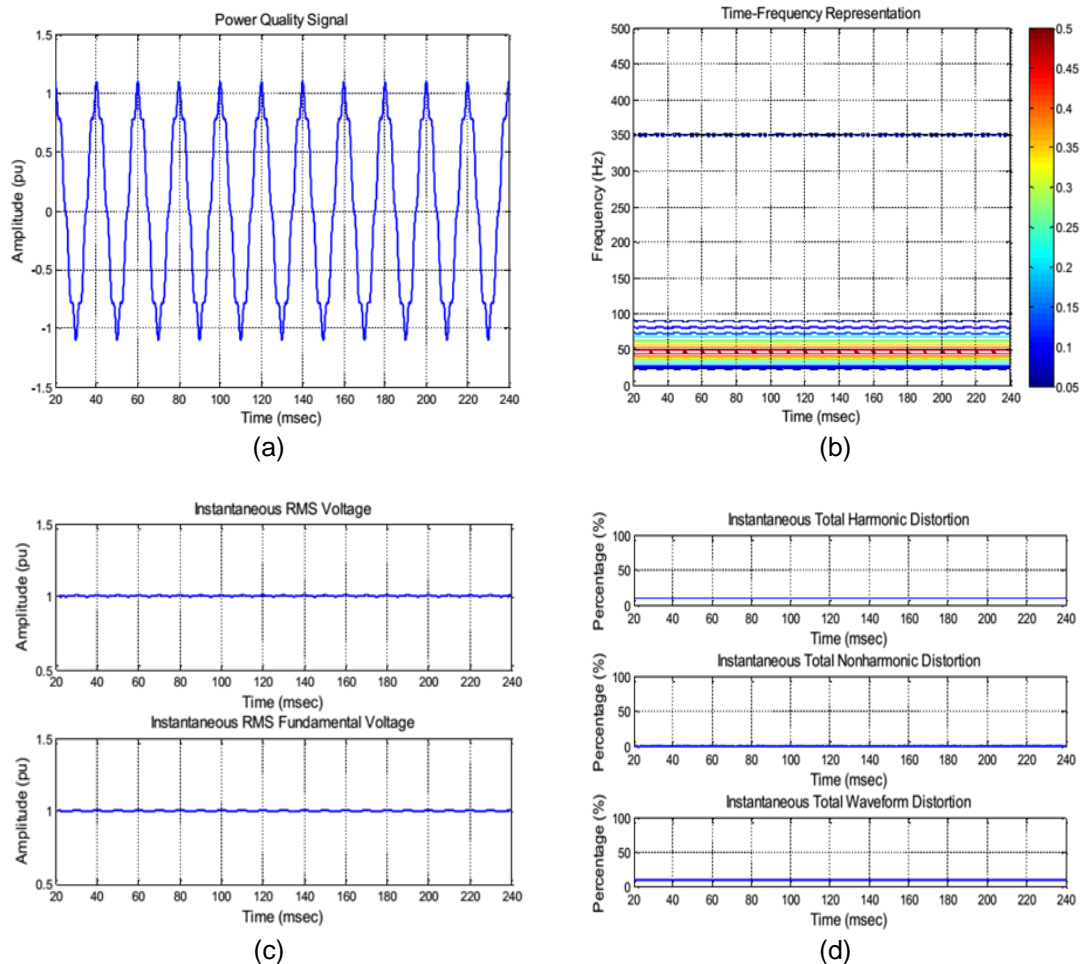 Power Quality Signal
1.5
1
0.5
0
-0.5
-1
-1.5
Amplitude (pu)
20 40 60 80 100 120 140 160 180 200 220 240
Time (msec)
(a)
Time-Frequency Representation
500
450
400
350
300
250
200
150
100
50
0
Frequency (Hz)
20 40 60 80 100 120 140 160 180 200 220 240
Time (msec)
0.5
0.45
0.4
0.35
0.3
0.25
0.2
0.15
0.1
0.05
(b)
Instantaneous RMS Voltage
1.5
1
0.5
Amplitude (pu)
20 40 60 80 100 120 140 160 180 200 220 240
Time (msec)
Instantaneous RMS Fundamental Voltage
1.5
1
0.5
Amplitude (pu)
20 40 60 80 100 120 140 160 180 200 220 240
Time (msec)
(c)
Instantaneous Total Harmonic Distortion
100
50
0
Percentage (%)
20 40 60 80 100 120 140 160 180 200 220 240
Time (msec)
Instantaneous Total Nonharmonic Distortion
100
50
0
Percentage (%)
20 40 60 80 100 120 140 160 180 200 220 240
Time (msec)
Instantaneous Total Waveform Distortion
100
50
0
Percentage (%)
20 40 60 80 100 120 140 160 180 200 220 240
Time (msec)
(d)